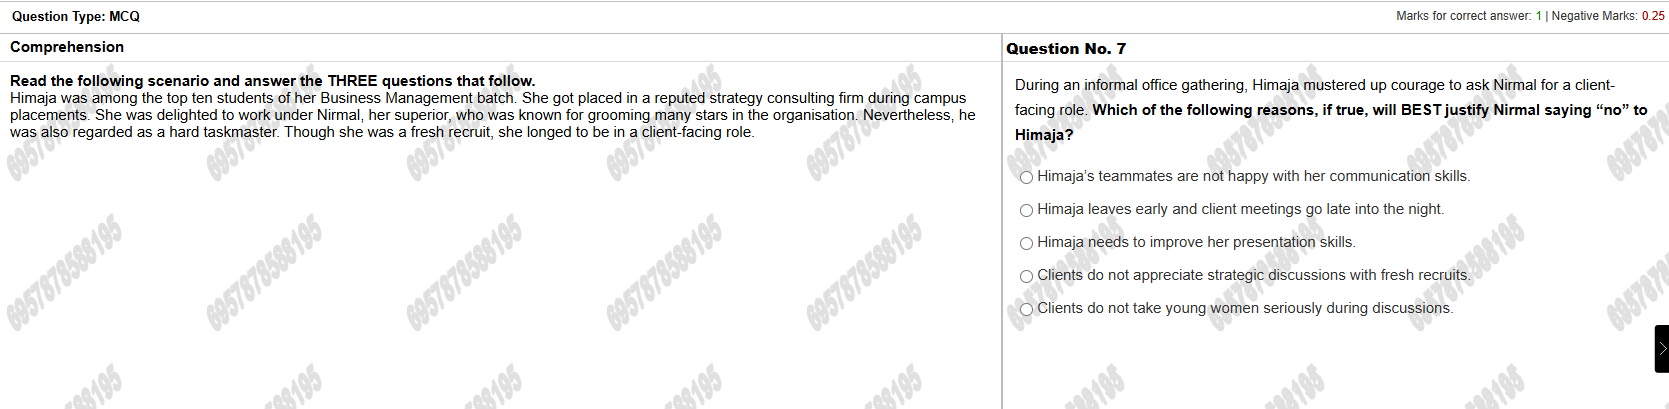 Question Type: MCQ
Marks for correct answer: 1 | Negative Marks: 0.25
Comprehension
Read the following scenario and answer the THREE questions that follow.
Himaja was among the top ten students of her Business Management batch. She got placed in a reputed strategy consulting firm during campus
placements. She was delighted to work under Nirmal, her superior, who was known for grooming many stars in the organisation. Nevertheless, he
was also regarded as a hard taskmaster. Though she was a fresh recruit, she longed to be in a client-facing role.
Question No. 7
During an informal office gathering, Himaja mustered up courage to ask Nirmal for a client-
facing role. Which of the following reasons, if true, will BEST justify Nirmal saying “no” to
Himaja?
Himaja’s teammates are not happy with her communication skills.
Himaja leaves early and client meetings go late into the night.
Himaja needs to improve her presentation skills.
Clients do not appreciate strategic discussions with fresh recruits.
Clients do not take young women seriously during discussions.